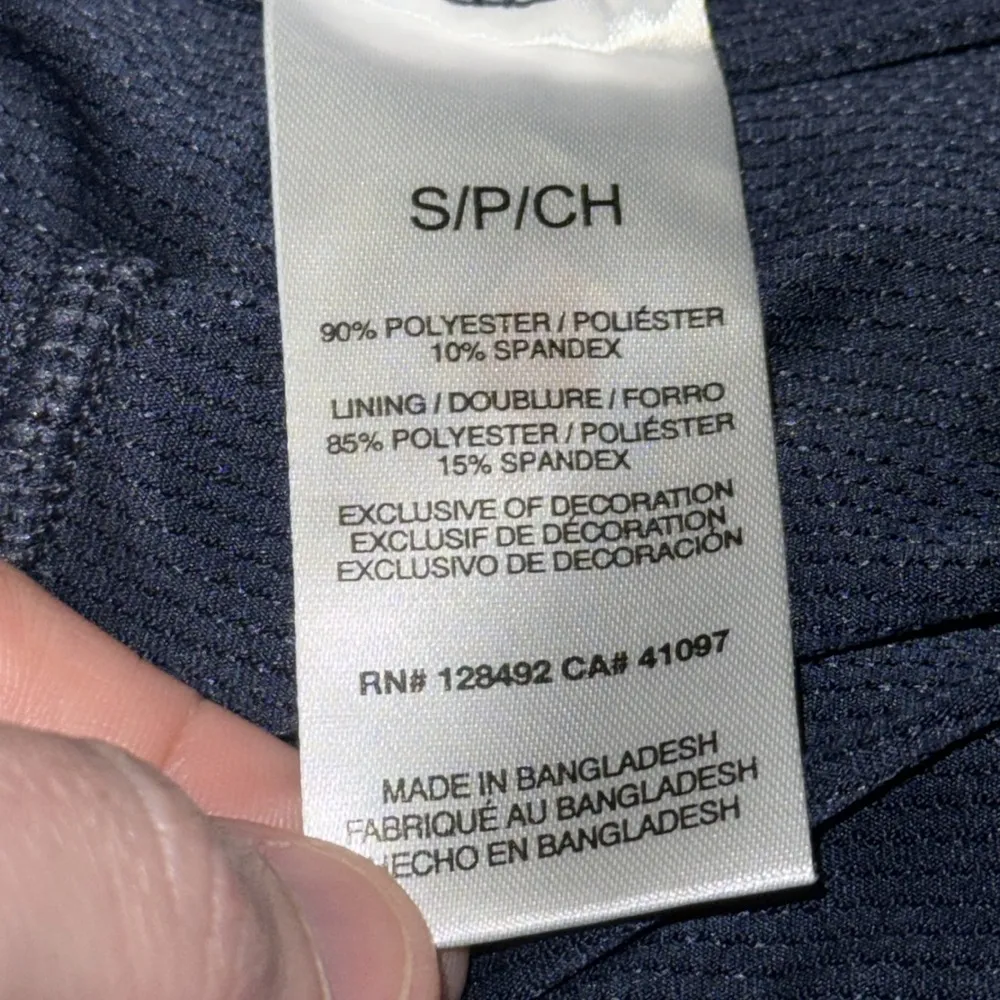 S/P/CH
90% POLYESTER / POLIÉSTER
10% SPANDEX
LINING / DOUBLURE / FORRO
85% POLYESTER / POLIÉSTER
15% SPANDEX
EXCLUSIVE OF DECORATION
EXCLUSIF DE DÉCORATION
EXCLUSIVO DE DECORACIÓN
RN# 128492 CA# 41097
MADE IN BANGLADESH
FABRIQUÉ AU BANGLADESH
HECHO EN BANGLADESH